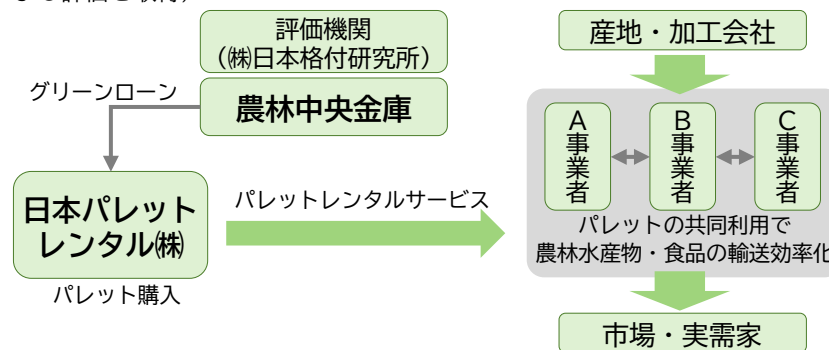 評価機関
(㈱日本格付研究所)
グリーンローン
農林中央金庫
日本パレット
レンタル㈱
パレット購入
パレットレンタルサービス
産地・加工会社
A事業者
B事業者
C事業者
パレットの共同利用で
農林水産物・食品の輸送効率化
市場・実需家